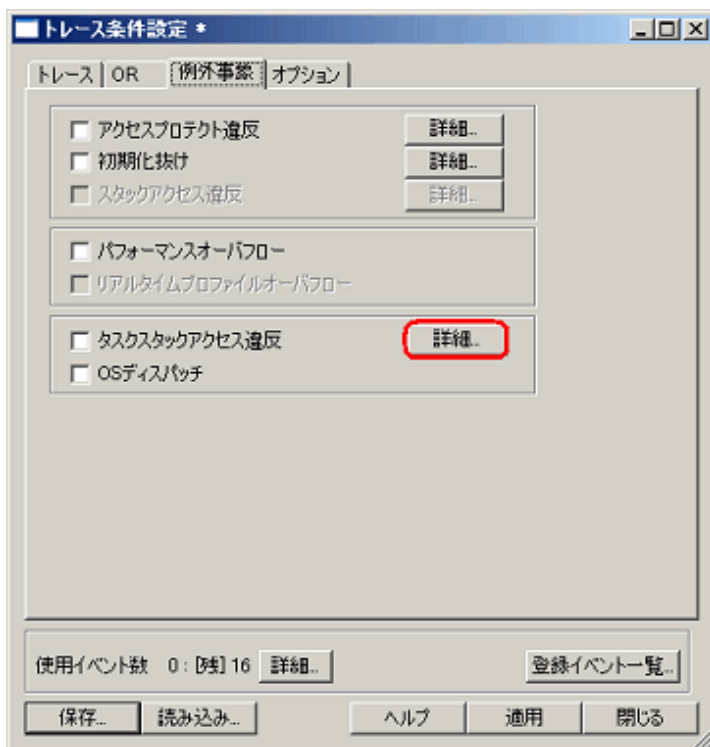 トレース条件設定 *
トレース OR 例外事象 オプション
アクセスプロテクト違反 詳細...
初期化抜け 詳細...
スタックアクセス違反 詳細...
パフォーマンスオーバフロー
リアルタイムプロファイルオーバフロー
タスクスタックアクセス違反 詳細...
OSディスパッチ
使用イベント数 0 : [残] 16 詳細... 登録イベント一覧...
保存... 読み込み... ヘルプ 適用 閉じる